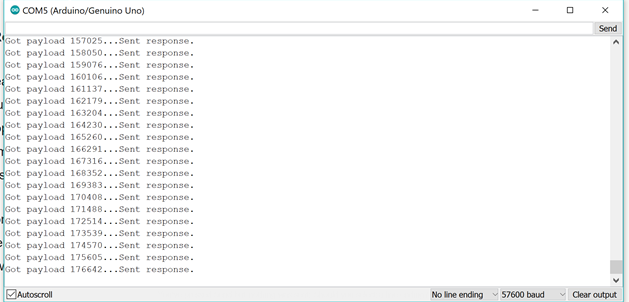 COM5 (Arduino/Genuino Uno)
Send
Got payload 157025...Sent response.
Got payload 158050...Sent response.
Got payload 159076...Sent response.
Got payload 160106...Sent response.
Got payload 161137...Sent response.
Got payload 162179...Sent response.
Got payload 163204...Sent response.
Got payload 164230...Sent response.
Got payload 165260...Sent response.
Got payload 166291...Sent response.
Got payload 167316...Sent response.
Got payload 168352...Sent response.
Got payload 169383...Sent response.
Got payload 170408...Sent response.
Got payload 171488...Sent response.
Got payload 172514...Sent response.
Got payload 173539...Sent response.
Got payload 174570...Sent response.
Got payload 175605...Sent response.
Got payload 176642...Sent response.
Autoscroll No line ending 57600 baud Clear output